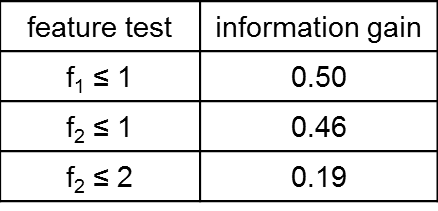 feature test information gain
f₁ ≤ 1 0.50
f₂ ≤ 1 0.46
f₂ ≤ 2 0.19